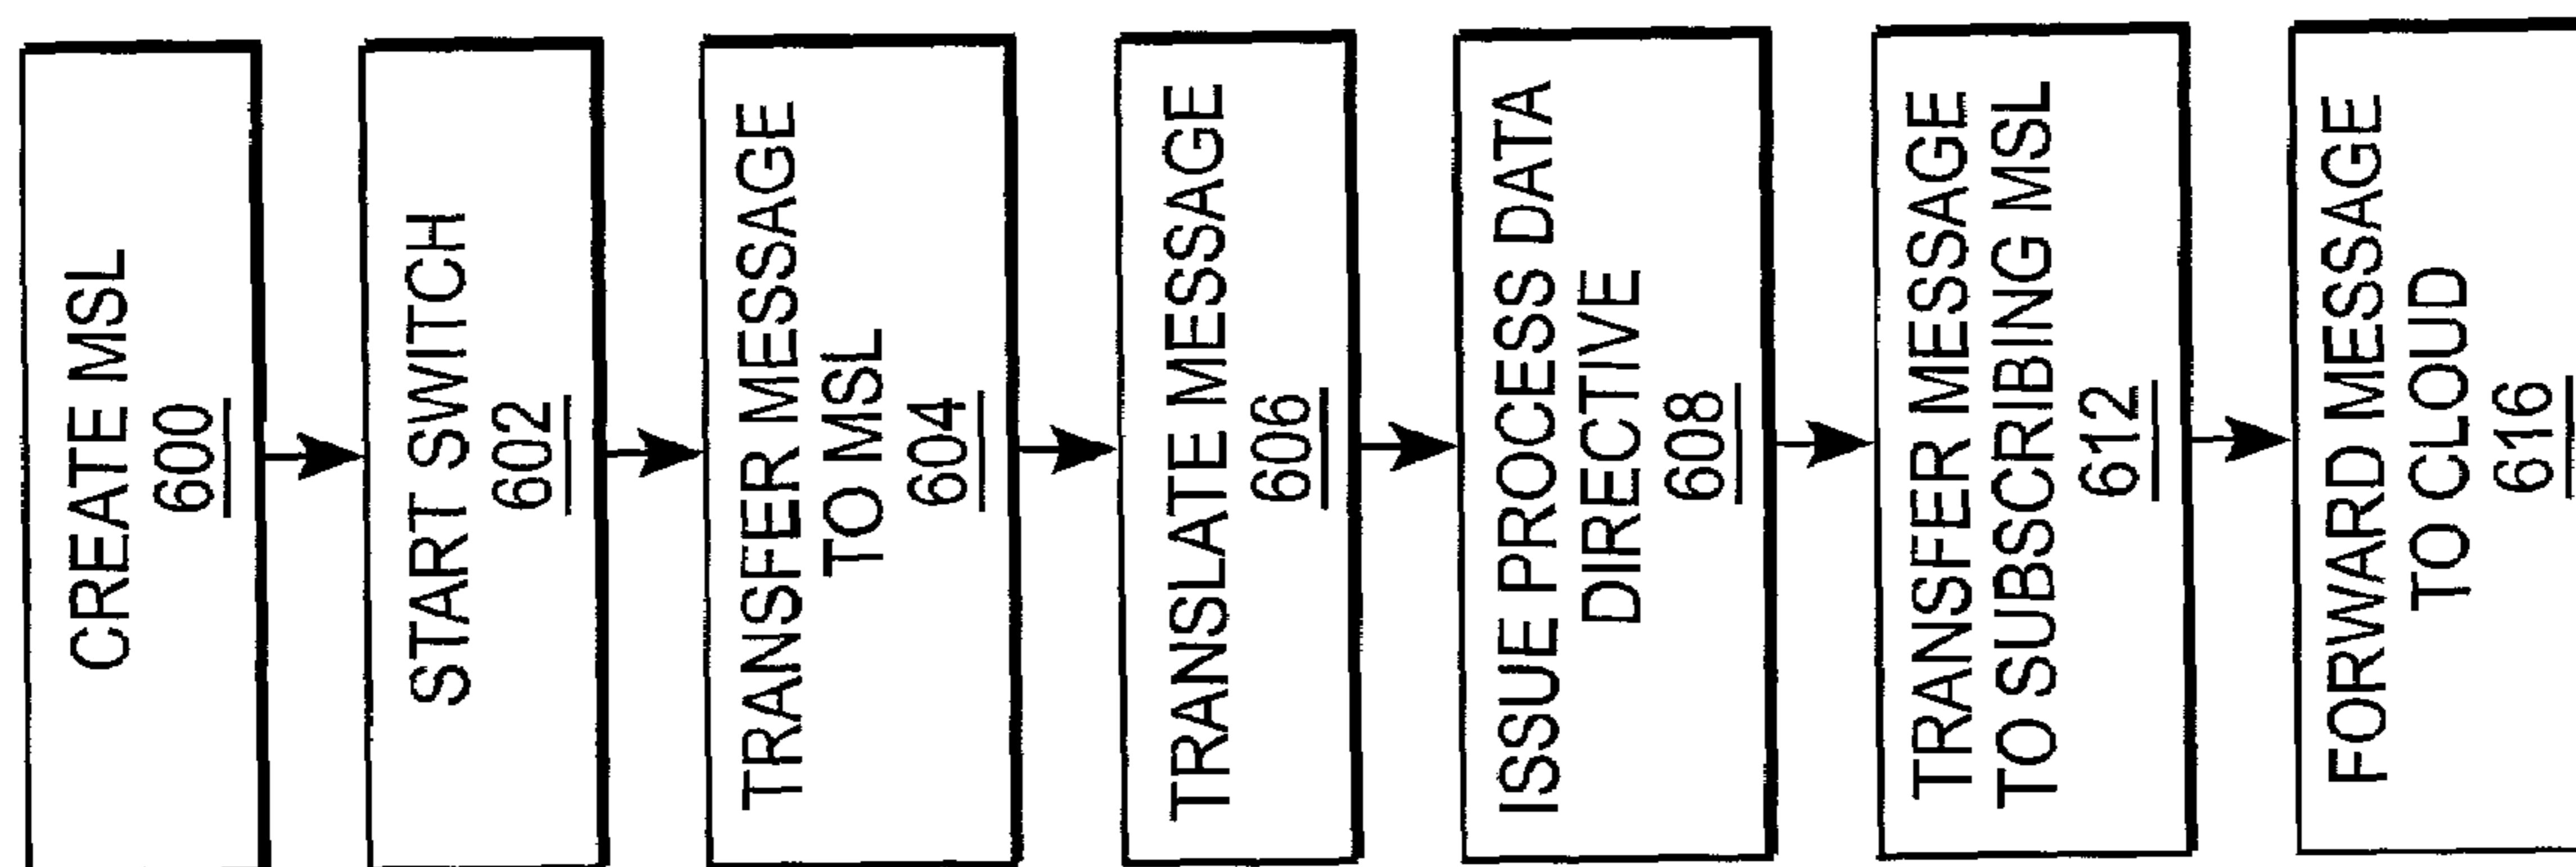 CREATE MSL
600
START SWITCH
602
TRANSFER MESSAGE
TO MSL
604
TRANSLATE MESSAGE
606
ISSUE PROCESS DATA
DIRECTIVE
608
TRANSFER MESSAGE
TO SUBSCRIBING MSL
612
FORWARD MESSAGE
TO CLOUD
616